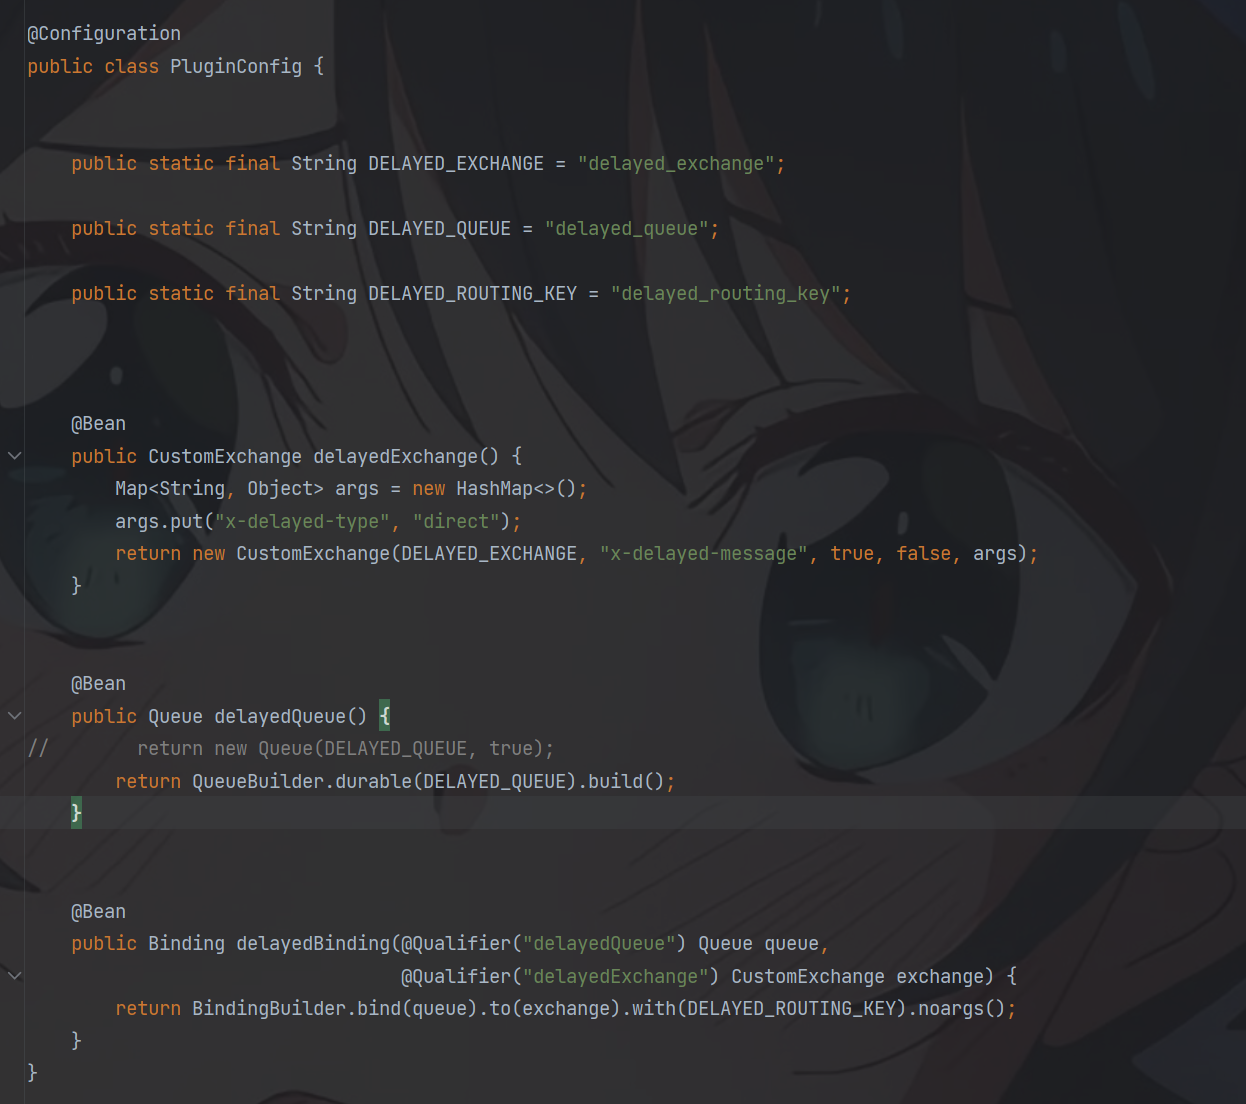 @Configuration
public class PluginConfig {
public static final String DELAYED_EXCHANGE = "delayed_exchange";
public static final String DELAYED_QUEUE = "delayed_queue";
public static final String DELAYED_ROUTING_KEY = "delayed_routing_key";
@Bean
public CustomExchange delayedExchange() {
Map<String, Object> args = new HashMap<>();
args.put("x-delayed-type", "direct");
return new CustomExchange(DELAYED_EXCHANGE, "x-delayed-message", true, false, args);
}
@Bean
public Queue delayedQueue() {
//        return new Queue(DELAYED_QUEUE, true);
return QueueBuilder.durable(DELAYED_QUEUE).build();
}
@Bean
public Binding delayedBinding(@Qualifier("delayedQueue") Queue queue,
@Qualifier("delayedExchange") CustomExchange exchange) {
return BindingBuilder.bind(queue).to(exchange).with(DELAYED_ROUTING_KEY).noargs();
}
}